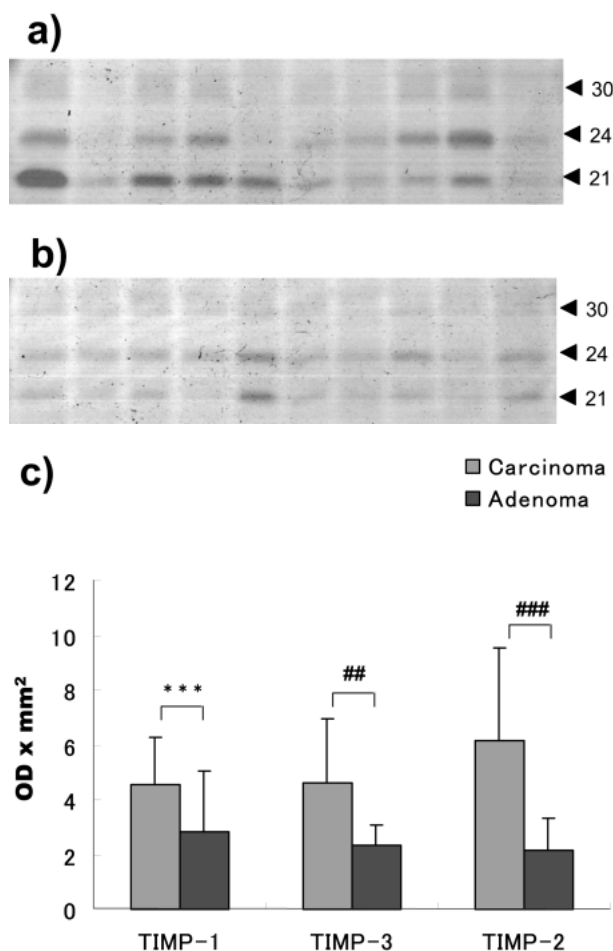 a)
◀ 30
◀ 24
◀ 21
b)
◀ 30
◀ 24
◀ 21
c)
Carcinoma
Adenoma
OD x mm²
12
10
8
6
4
2
0
***
##
###
TIMP-1 TIMP-3 TIMP-2